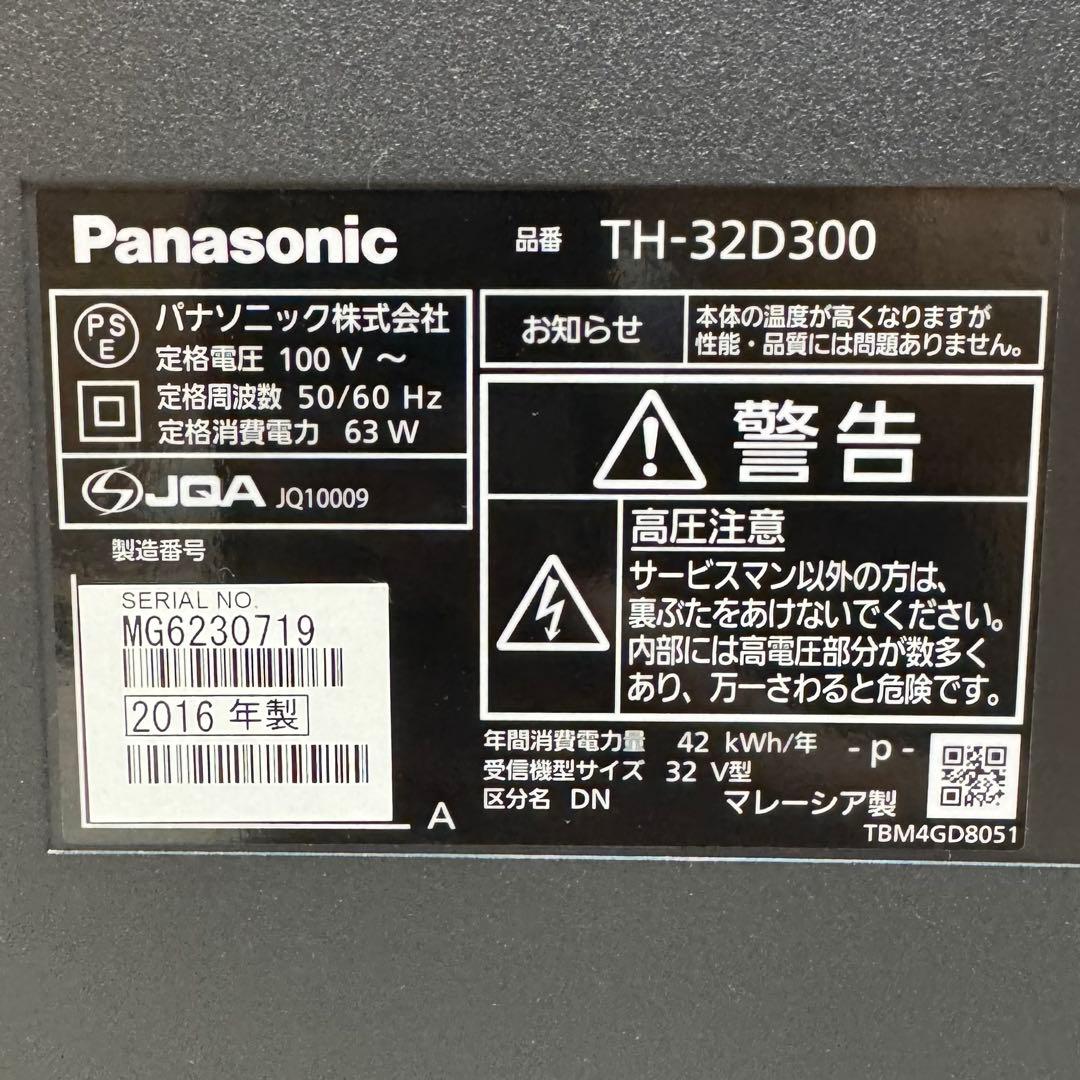 Panasonic
品番 TH-32D300
PS
E
パナソニック株式会社
定格電圧 100 V ～
定格周波数 50/60 Hz
定格消費電力 63 W
JQA JQ10009
製造番号
SERIAL NO.
MG6230719
2016 年製
A
お知らせ
本体の温度が高くなりますが
性能・品質には問題ありません。
警告
高圧注意
サービスマン以外の方は、
裏ぶたをあけないでください。
内部には高電圧部分が数多く
あり、万一さわると危険です。
年間消費電力量 42 kWh/年 - p -
受信機型サイズ 32 V型
区分名 DN
マレーシア製
TBM4GD8051